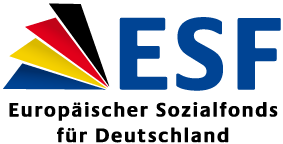 ESF
Europäischer Sozialfonds
für Deutschland